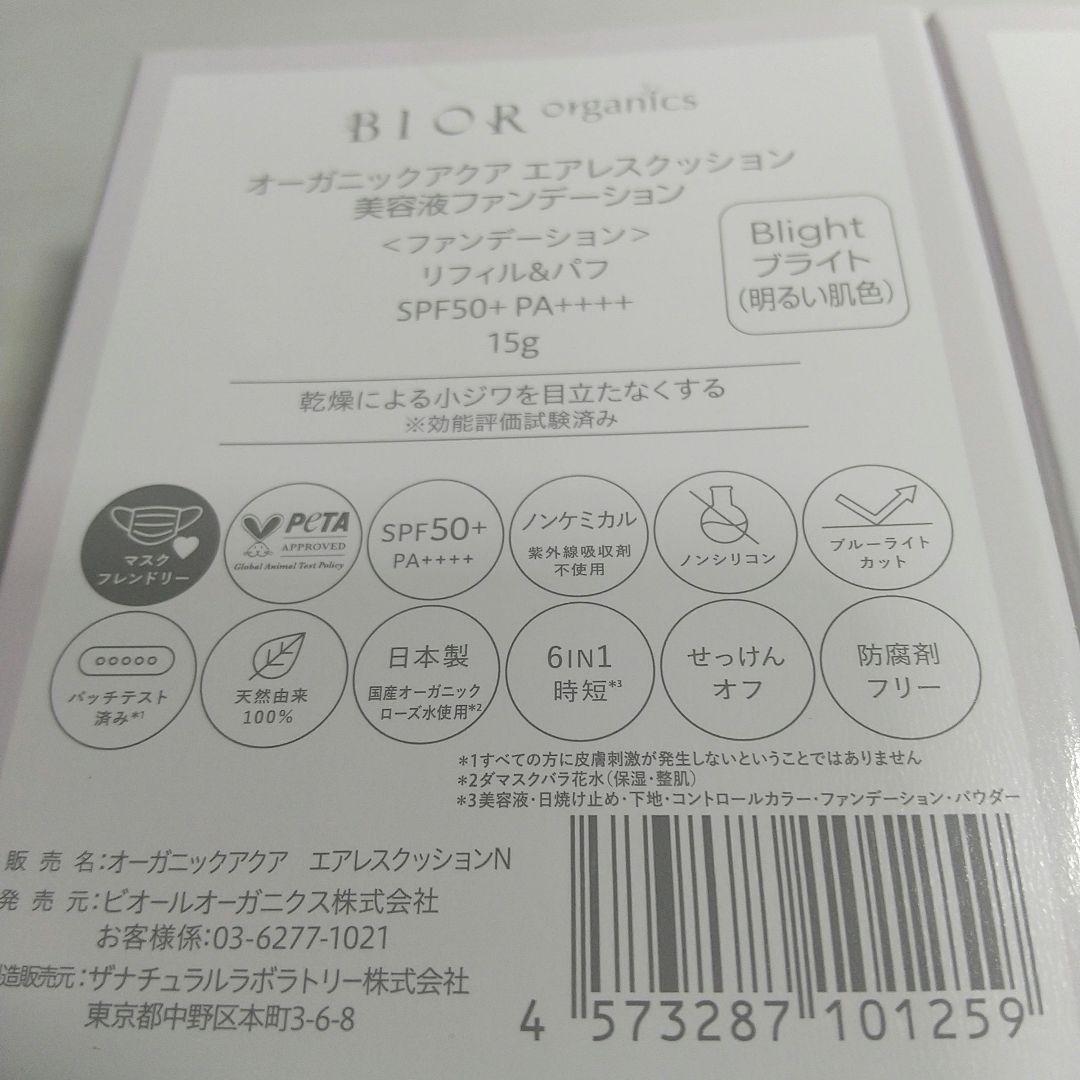 BIOR organics
オーガニックアクア エアレスクッション
美容液ファンデーション
<ファンデーション>
リフィル&パフ
SPF50+ PA++++
15g
Blight
ブライト
(明るい肌色)
乾燥による小ジワを目立たなくする
※効能評価試験済み
マスク
フレンドリー
PETA
APPROVED
Global Animal Test Policy
SPF50+
PA++++
ノンケミカル
紫外線吸収剤
不使用
ノンシリコン
ブルーライト
カット
パッチテスト
済み*1
天然由来
100%
日本製
国産オーガニック
ローズ水使用*2
6IN1
時短*3
せっけん
オフ
防腐剤
フリー
*1すべての方に皮膚刺激が発生しないということではありません
*2ダマスクバラ花水(保湿・整肌)
*3美容液・日焼け止め・下地・コントロールカラー・ファンデーション・パウダー
販売名:オーガニックアクア エアレスクッションN
発売元:ビオールオーガニクス株式会社
お客様係:03-6277-1021
造販売元:ザナチュラルラボラトリー株式会社
東京都中野区本町3-6-8
4 573287 101259